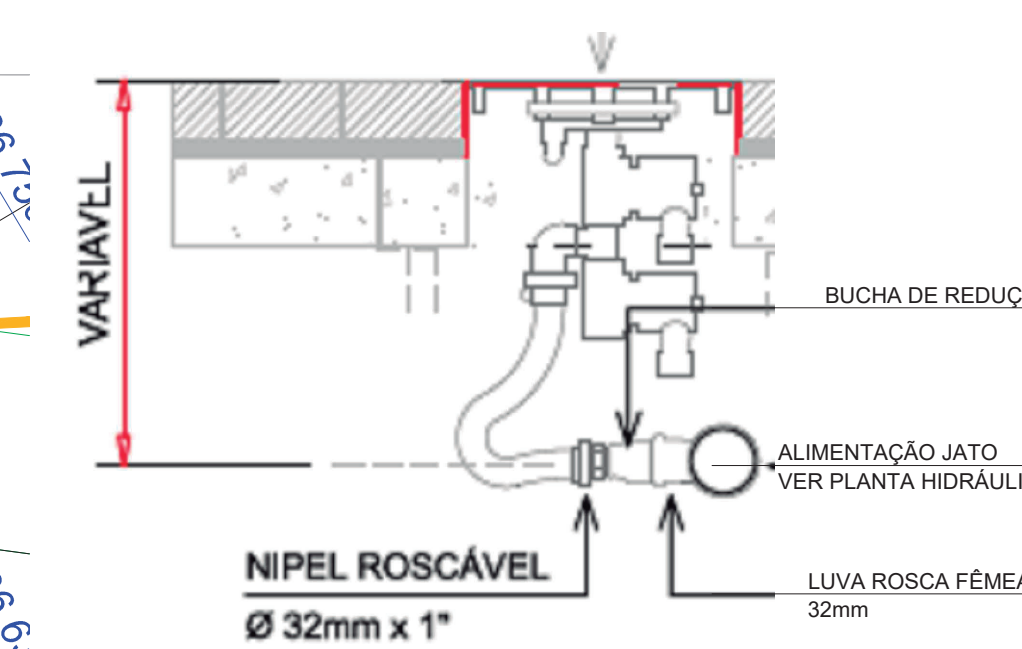 VARIAVEL
BUCHA DE REDUÇ
ALIMENTAÇÃO JATO
VER PLANTA HIDRÁULI
NIPEL ROSCÁVEL
Ø 32mm x 1"
LUVA ROSCA FÊMEA
32mm